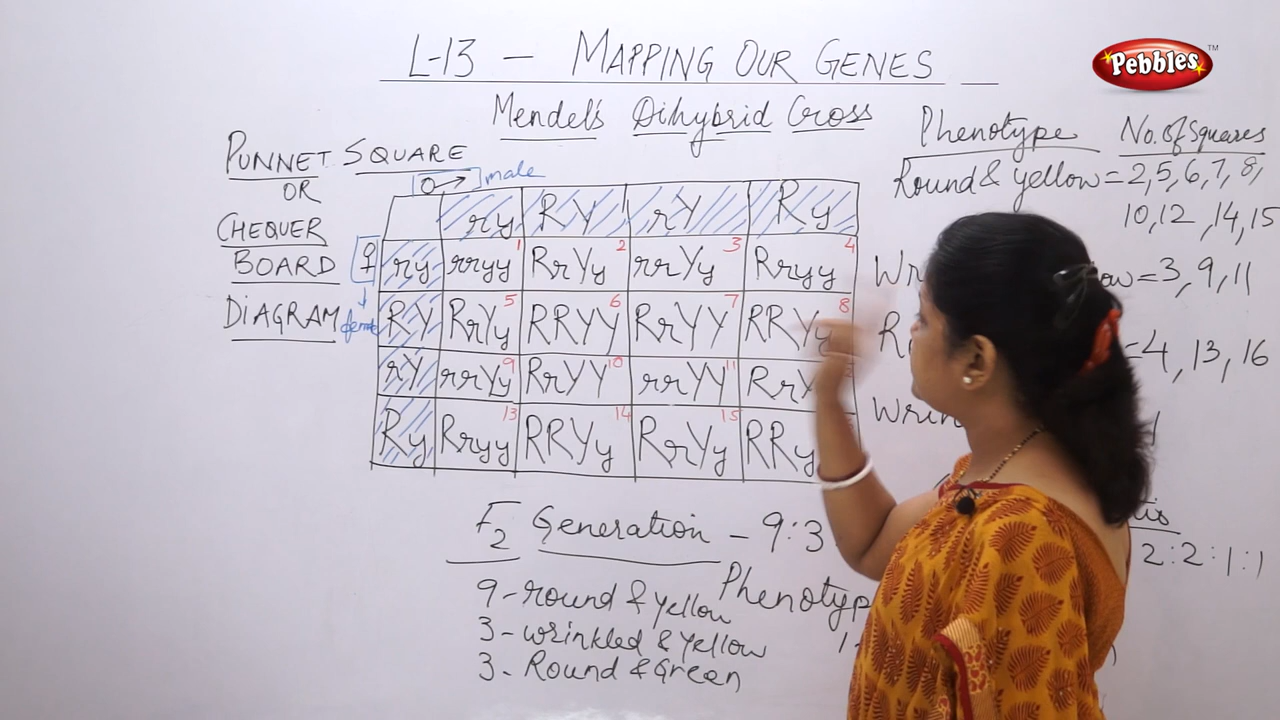 L-13 - MAPPING OUR GENES
Pebbles TM
Mendel's Dihybrid Cross
PUNNET SQUARE
OR
CHEQUER
BOARD
DIAGRAM
♂ male
♀
ry RY rY Ry
ry rryy 1 RrYy 2 rrYy 3 Rryy 4
RY RrYy 5 RRYY 6 RrYY 7 RRYy 8
rY rrYy 9 RrYY 10 rrYY 11
Ry Rryy 13 RRYy 14 RrYy 15
Phenotype No. of Squares
Round & yellow = 2, 5, 6, 7, 8,
10, 12, 14, 15
= 3, 9, 11
= 4, 13, 16
1
2:2:1:1
F2 Generation - 9:3
Phenotyp
9 - round & yellow
3 - wrinkled & yellow
3 - Round & Green